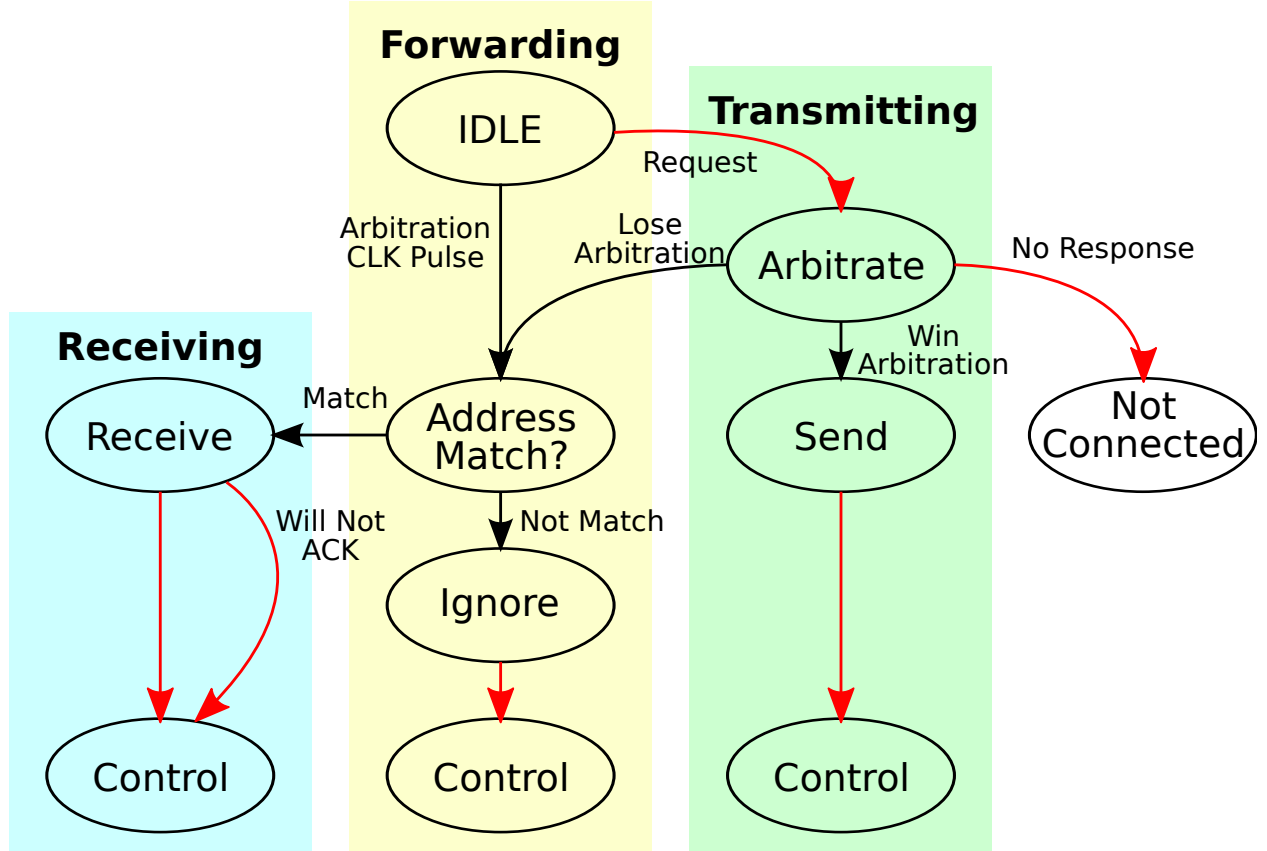 Forwarding
IDLE
Transmitting
Request
Arbitration
CLK Pulse
Lose
Arbitration
Arbitrate
No Response
Receiving
Win
Arbitration
Match
Receive
Address
Match?
Send
Not
Connected
Will Not
ACK
Not Match
Ignore
Control
Control
Control